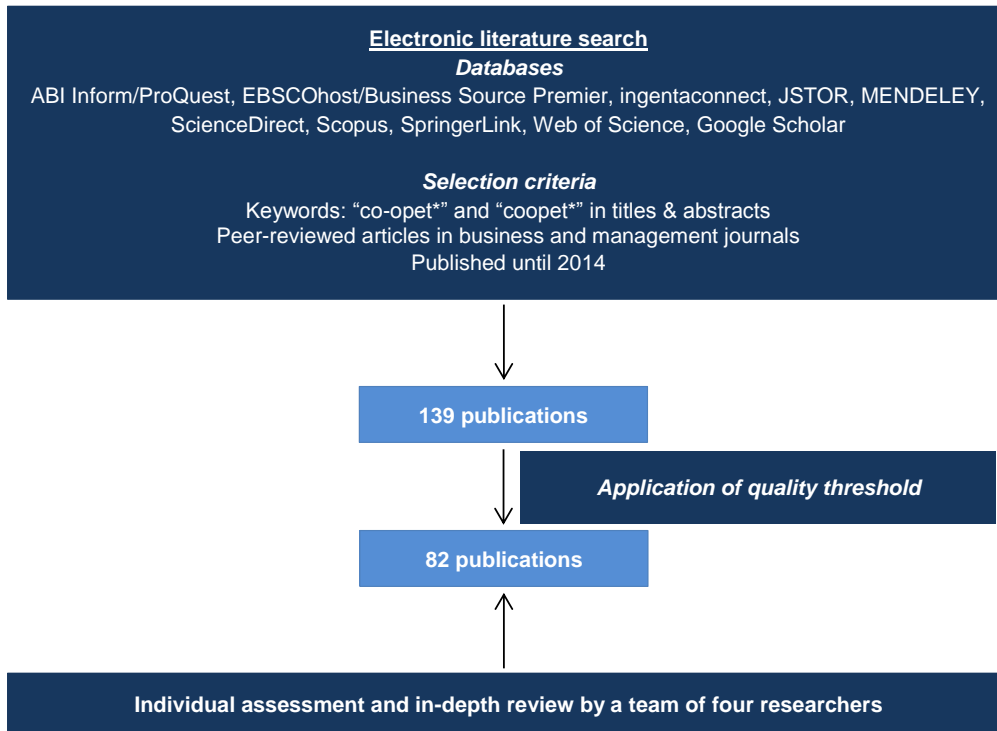 Electronic literature search
Databases
ABI Inform/ProQuest, EBSCOhost/Business Source Premier, ingentaconnect, JSTOR, MENDELEY,
ScienceDirect, Scopus, SpringerLink, Web of Science, Google Scholar
Selection criteria
Keywords: “co-opet*” and “coopet*” in titles & abstracts
Peer-reviewed articles in business and management journals
Published until 2014
139 publications
Application of quality threshold
82 publications
Individual assessment and in-depth review by a team of four researchers